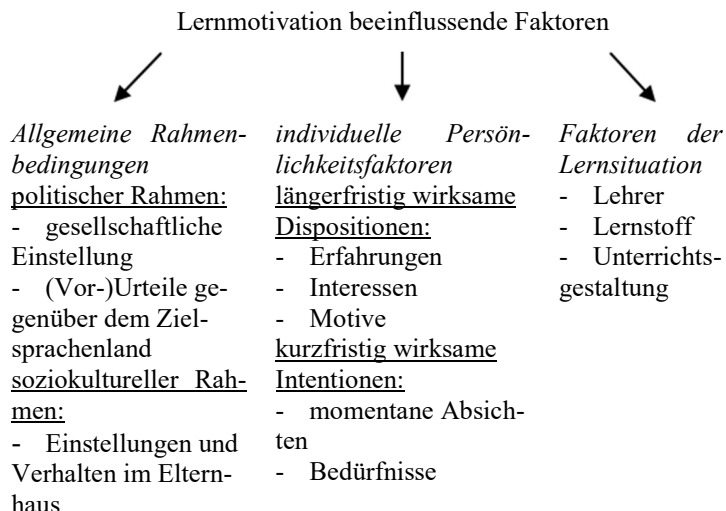 Lernmotivation beeinflussende Faktoren
Allgemeine Rahmen-
bedingungen
politischer Rahmen:
- gesellschaftliche
Einstellung
- (Vor-)Urteile ge-
genüber dem Ziel-
sprachenland
soziokultureller Rah-
men:
- Einstellungen und
Verhalten im Eltern-
haus
individuelle Persön-
lichkeitsfaktoren
längerfristig wirksame
Dispositionen:
- Erfahrungen
- Interessen
- Motive
kurzfristig wirksame
Intentionen:
- momentane Absich-
ten
- Bedürfnisse
Faktoren der
Lernsituation
- Lehrer
- Lernstoff
- Unterrichts-
gestaltung